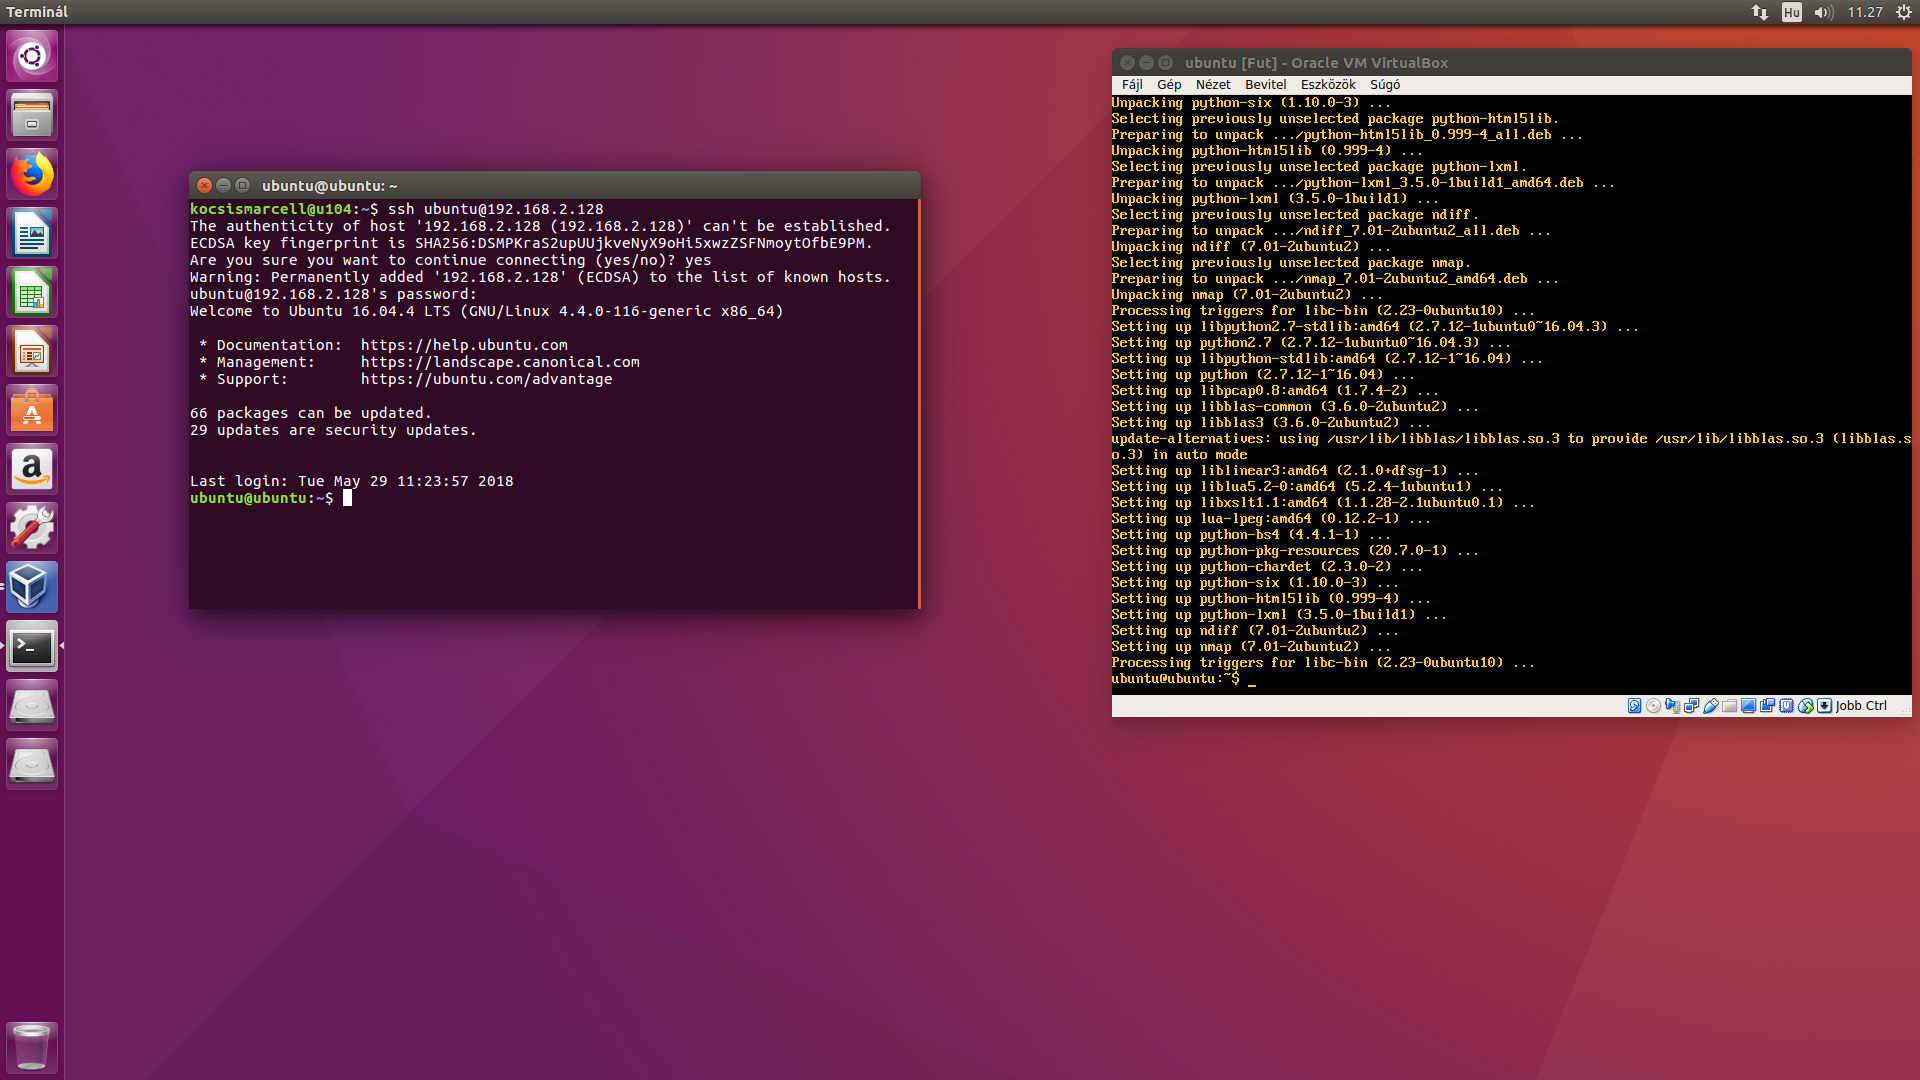 Terminál
Hu
11.27
ubuntu@ubuntu: ~
kocsismarcell@u104:~$ ssh ubuntu@192.168.2.128
The authenticity of host '192.168.2.128 (192.168.2.128)' can't be established.
ECDSA key fingerprint is SHA256:DSMPKraS2upUUjkveNyX9oHi5xwzZSFNmoytOfbE9PM.
Are you sure you want to continue connecting (yes/no)? yes
Warning: Permanently added '192.168.2.128' (ECDSA) to the list of known hosts.
ubuntu@192.168.2.128's password:
Welcome to Ubuntu 16.04.4 LTS (GNU/Linux 4.4.0-116-generic x86_64)
* Documentation:  https://help.ubuntu.com
* Management:     https://landscape.canonical.com
* Support:        https://ubuntu.com/advantage
66 packages can be updated.
29 updates are security updates.
Last login: Tue May 29 11:23:57 2018
ubuntu@ubuntu:~$
ubuntu [Fut] - Oracle VM VirtualBox
Fájl Gép Nézet Bevitel Eszközök Súgó
Unpacking python-six (1.10.0-3) ...
Selecting previously unselected package python-html5lib.
Preparing to unpack .../python-html5lib_0.999-4_all.deb ...
Unpacking python-html5lib (0.999-4) ...
Selecting previously unselected package python-lxml.
Preparing to unpack .../python-lxml_3.5.0-1build1_amd64.deb ...
Unpacking python-lxml (3.5.0-1build1) ...
Selecting previously unselected package ndiff.
Preparing to unpack .../ndiff_7.01-2ubuntu2_all.deb ...
Unpacking ndiff (7.01-2ubuntu2) ...
Selecting previously unselected package nmap.
Preparing to unpack .../nmap_7.01-2ubuntu2_amd64.deb ...
Unpacking nmap (7.01-2ubuntu2) ...
Processing triggers for libc-bin (2.23-0ubuntu10) ...
Setting up libpython2.7-stdlib:amd64 (2.7.12-1ubuntu0~16.04.3) ...
Setting up python2.7 (2.7.12-1ubuntu0~16.04.3) ...
Setting up libpython-stdlib:amd64 (2.7.12-1~16.04) ...
Setting up python (2.7.12-1~16.04) ...
Setting up libpcap0.8:amd64 (1.7.4-2) ...
Setting up libblas-common (3.6.0-2ubuntu2) ...
Setting up libblas3 (3.6.0-2ubuntu2) ...
update-alternatives: using /usr/lib/libblas/libblas.so.3 to provide /usr/lib/libblas.so.3 (libblas.s
o.3) in auto mode
Setting up liblinear3:amd64 (2.1.0+dfsg-1) ...
Setting up liblua5.2-0:amd64 (5.2.4-1ubuntu1) ...
Setting up libxslt1.1:amd64 (1.1.28-2.1ubuntu0.1) ...
Setting up lua-lpeg:amd64 (0.12.2-1) ...
Setting up python-bs4 (4.4.1-1) ...
Setting up python-pkg-resources (20.7.0-1) ...
Setting up python-chardet (2.3.0-2) ...
Setting up python-six (1.10.0-3) ...
Setting up python-html5lib (0.999-4) ...
Setting up python-lxml (3.5.0-1build1) ...
Setting up ndiff (7.01-2ubuntu2) ...
Setting up nmap (7.01-2ubuntu2) ...
Processing triggers for libc-bin (2.23-0ubuntu10) ...
ubuntu@ubuntu:~$ _
Jobb Ctrl